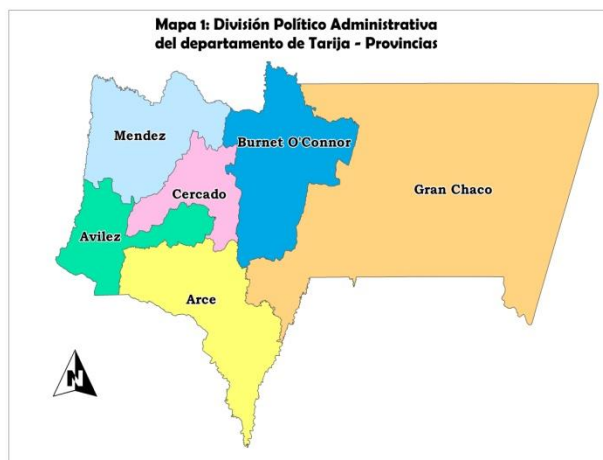 Mapa 1: División Político Administrativa
del departamento de Tarija - Provincias
Mendez
Burnet O'Connor
Cercado
Gran Chaco
Avilez
Arce
N